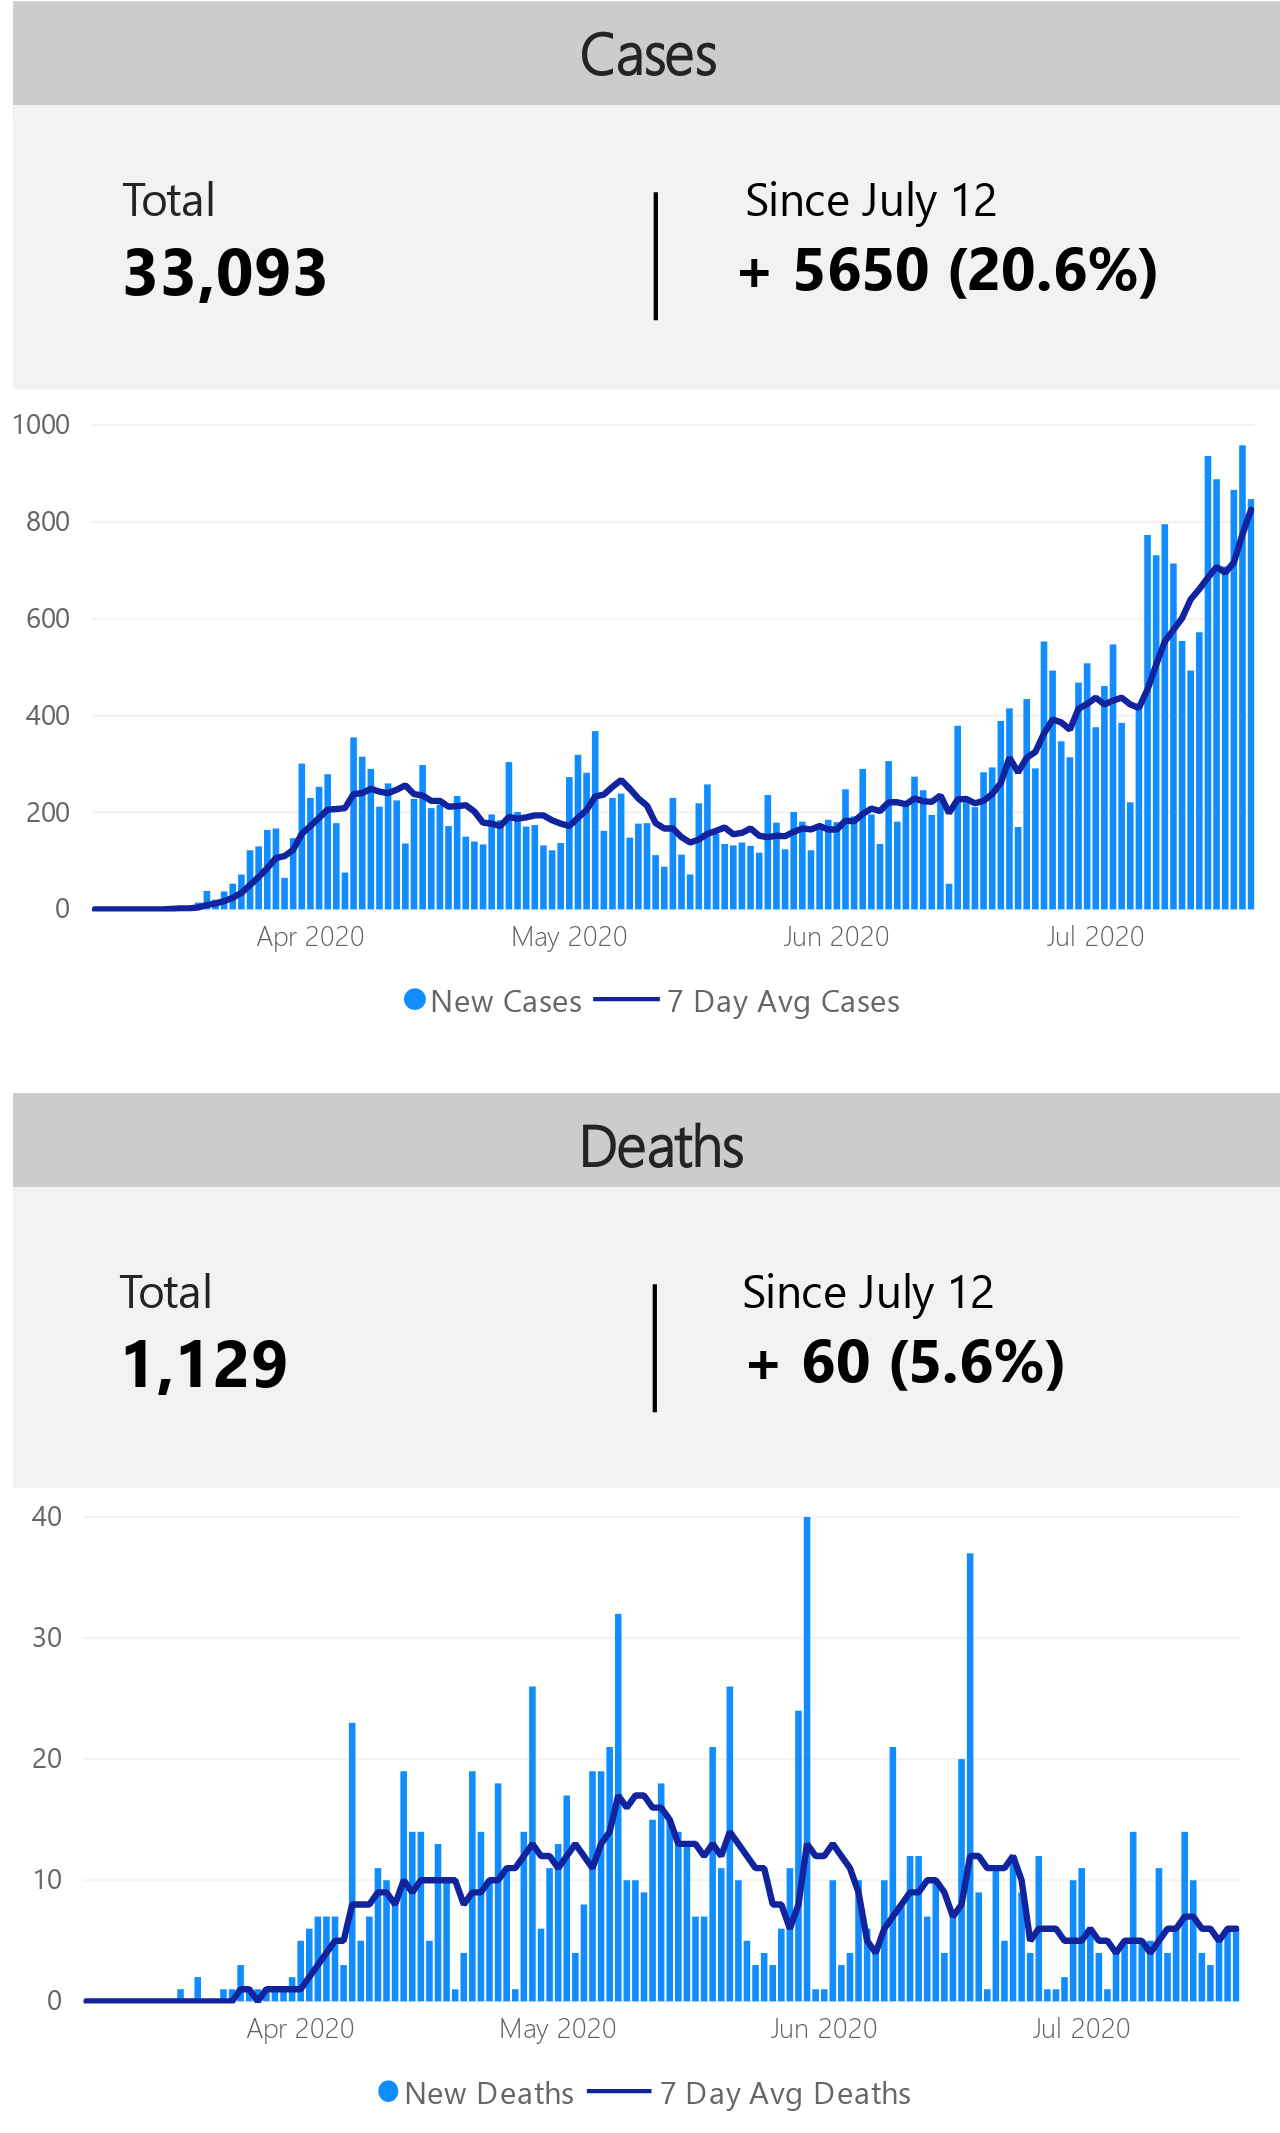 Cases
Total
Since July 12
33,093
+ 5650 (20.6%)
1000
800
600
400
200
0
Apr 2020
May 2020
Jun 2020
Jul 2020
New Cases
7 Day Avg Cases
Deaths
Total
Since July 12
1,129
+ 60 (5.6%)
40
30
20
10
0
Apr 2020
May 2020
Jun 2020
Jul 2020
New Deaths
7 Day Avg Deaths